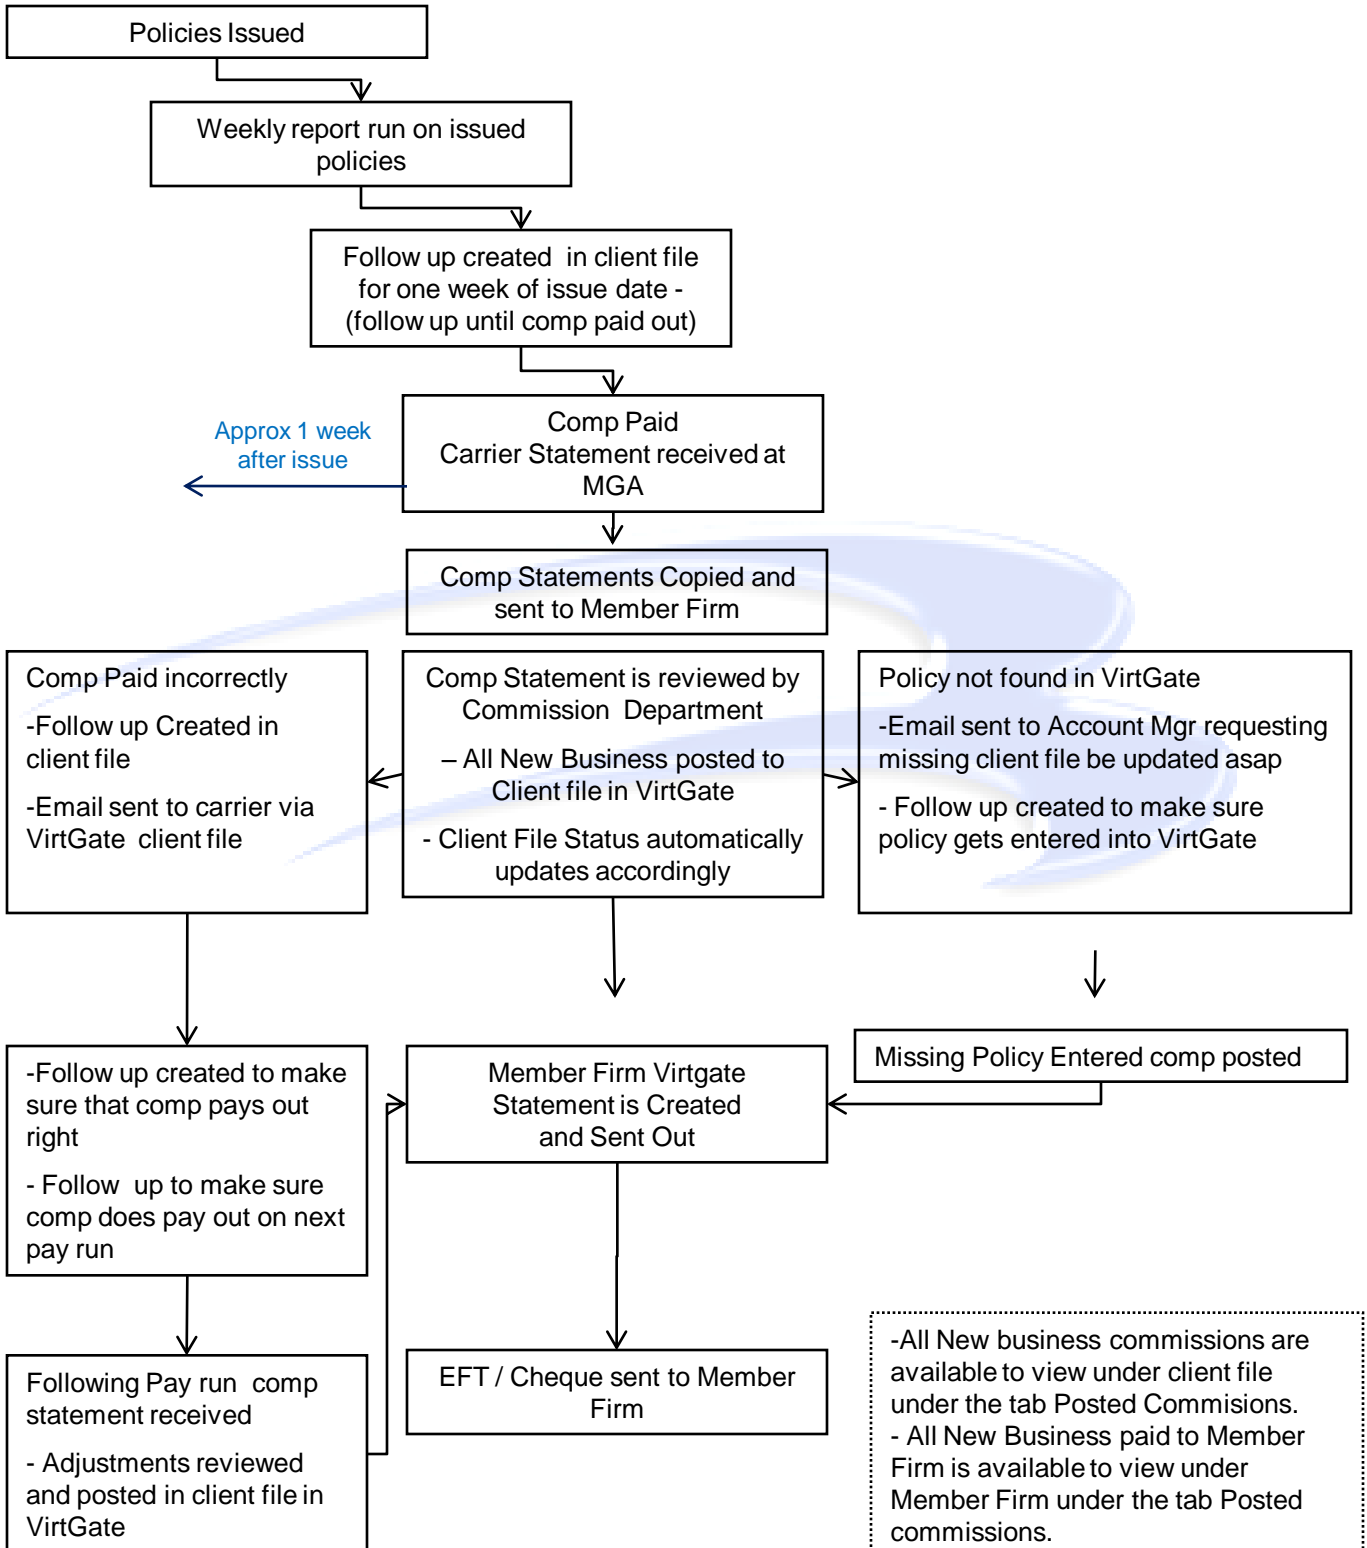 Policies Issued
Weekly report run on issued
policies
Follow up created in client file
for one week of issue date -
(follow up until comp paid out)
Approx 1 week
after issue
Comp Paid
Carrier Statement received at
MGA
Comp Statements Copied and
sent to Member Firm
Comp Paid incorrectly
-Follow up Created in
client file
-Email sent to carrier via
VirtGate client file
Comp Statement is reviewed by
Commission Department
– All New Business posted to
Client file in VirtGate
- Client File Status automatically
updates accordingly
Policy not found in VirtGate
-Email sent to Account Mgr requesting
missing client file be updated asap
- Follow up created to make sure
policy gets entered into VirtGate
-Follow up created to make
sure that comp pays out
right
- Follow up to make sure
comp does pay out on next
pay run
Member Firm Virtgate
Statement is Created
and Sent Out
Missing Policy Entered comp posted
Following Pay run comp
statement received
- Adjustments reviewed
and posted in client file in
VirtGate
EFT / Cheque sent to Member
Firm
-All New business commissions are
available to view under client file
under the tab Posted Commisions.
- All New Business paid to Member
Firm is available to view under
Member Firm under the tab Posted
commissions.